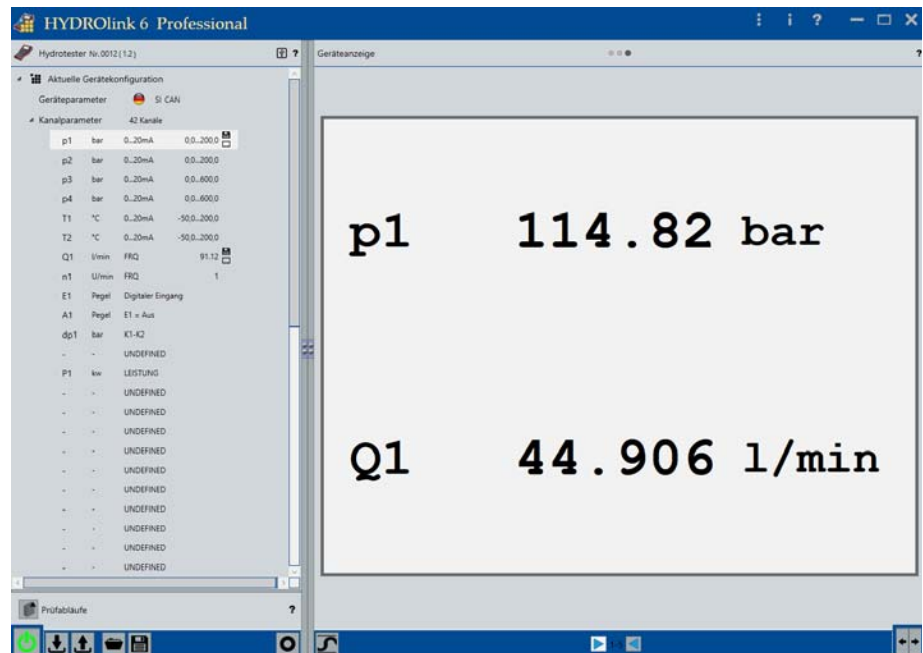 HYDROlink 6 Professional
i ?
Hydrotester Nr.0012 (1.2) ?
Geräteanzeige ?
Aktuelle Gerätekonfiguration
Geräteparameter SI CAN
Kanalparameter 42 Kanäle
p1 bar 0...20mA 0,0...200,0
p2 bar 0...20mA 0,0...200,0
p3 bar 0...20mA 0,0...600,0
p4 bar 0...20mA 0,0...600,0
T1 °C 0...20mA -50,0...200,0
T2 °C 0...20mA -50,0...200,0
Q1 l/min FRQ 91.12
n1 U/min FRQ 1
E1 Pegel Digitaler Eingang
A1 Pegel E1 = Aus
dp1 bar K1-K2
- - UNDEFINED
P1 kw LEISTUNG
- - UNDEFINED
- - UNDEFINED
- - UNDEFINED
- - UNDEFINED
- - UNDEFINED
- - UNDEFINED
- - UNDEFINED
- - UNDEFINED
- - UNDEFINED
- - UNDEFINED
p1 114.82 bar
Q1 44.906 l/min
Prüfabläufe ?